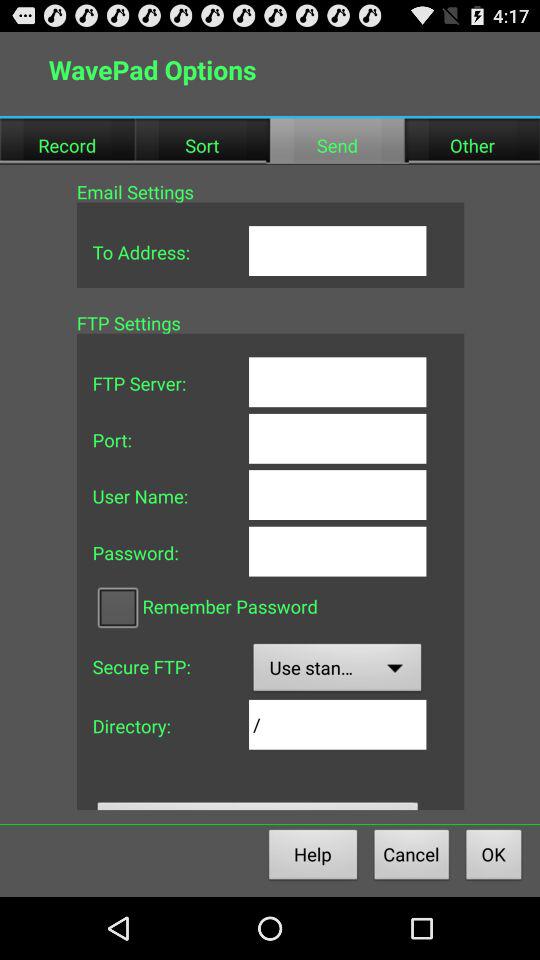 4:17
WavePad Options
Record Sort Send Other
Email Settings
To Address:
FTP Settings
FTP Server:
Port:
User Name:
Password:
Remember Password
Secure FTP: Use stan...
Directory: /
Help Cancel OK